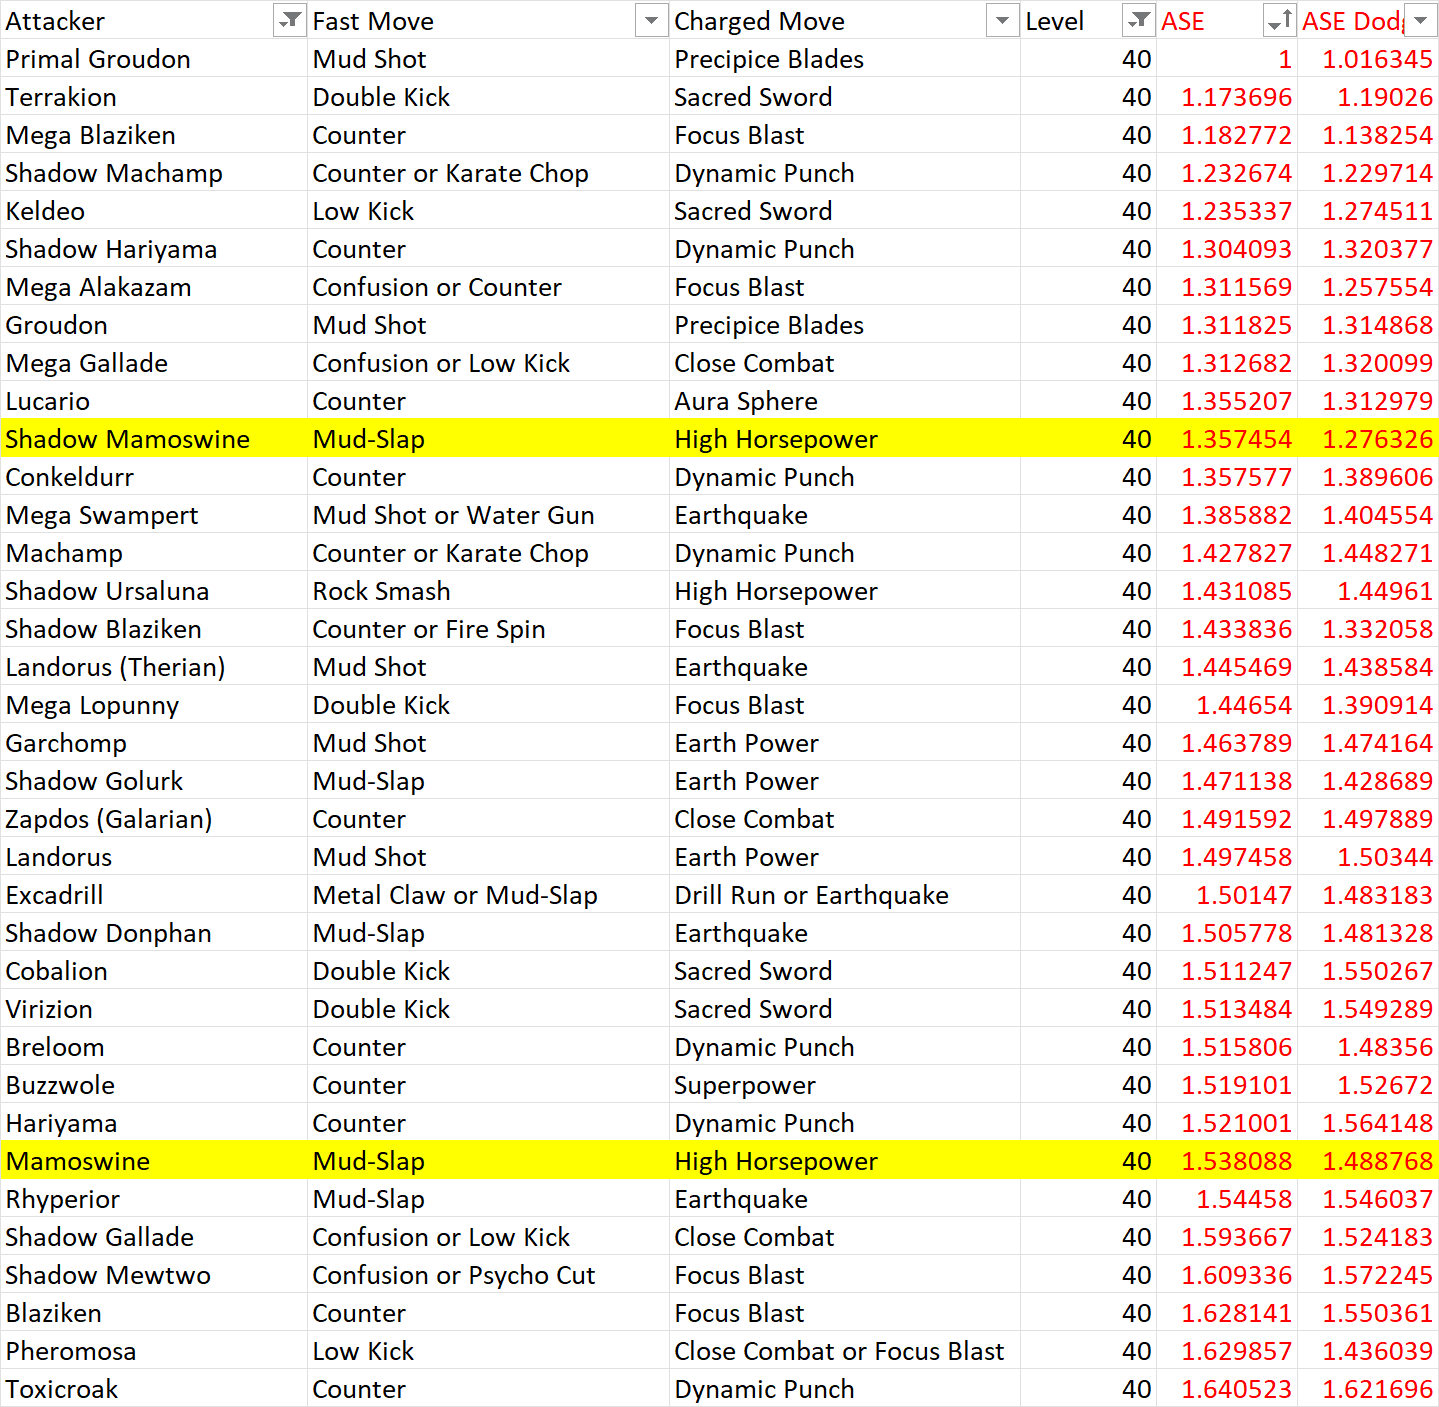 Attacker Fast Move Charged Move Level ASE ASE Dodg
Primal Groudon Mud Shot Precipice Blades 40 1 1.016345
Terrakion Double Kick Sacred Sword 40 1.173696 1.19026
Mega Blaziken Counter Focus Blast 40 1.182772 1.138254
Shadow Machamp Counter or Karate Chop Dynamic Punch 40 1.232674 1.229714
Keldeo Low Kick Sacred Sword 40 1.235337 1.274511
Shadow Hariyama Counter Dynamic Punch 40 1.304093 1.320377
Mega Alakazam Confusion or Counter Focus Blast 40 1.311569 1.257554
Groudon Mud Shot Precipice Blades 40 1.311825 1.314868
Mega Gallade Confusion or Low Kick Close Combat 40 1.312682 1.320099
Lucario Counter Aura Sphere 40 1.355207 1.312979
Shadow Mamoswine Mud-Slap High Horsepower 40 1.357454 1.276326
Conkeldurr Counter Dynamic Punch 40 1.357577 1.389606
Mega Swampert Mud Shot or Water Gun Earthquake 40 1.385882 1.404554
Machamp Counter or Karate Chop Dynamic Punch 40 1.427827 1.448271
Shadow Ursaluna Rock Smash High Horsepower 40 1.431085 1.44961
Shadow Blaziken Counter or Fire Spin Focus Blast 40 1.433836 1.332058
Landorus (Therian) Mud Shot Earthquake 40 1.445469 1.438584
Mega Lopunny Double Kick Focus Blast 40 1.44654 1.390914
Garchomp Mud Shot Earth Power 40 1.463789 1.474164
Shadow Golurk Mud-Slap Earth Power 40 1.471138 1.428689
Zapdos (Galarian) Counter Close Combat 40 1.491592 1.497889
Landorus Mud Shot Earth Power 40 1.497458 1.50344
Excadrill Metal Claw or Mud-Slap Drill Run or Earthquake 40 1.50147 1.483183
Shadow Donphan Mud-Slap Earthquake 40 1.505778 1.481328
Cobalion Double Kick Sacred Sword 40 1.511247 1.550267
Virizion Double Kick Sacred Sword 40 1.513484 1.549289
Breloom Counter Dynamic Punch 40 1.515806 1.48356
Buzzwole Counter Superpower 40 1.519101 1.52672
Hariyama Counter Dynamic Punch 40 1.521001 1.564148
Mamoswine Mud-Slap High Horsepower 40 1.538088 1.488768
Rhyperior Mud-Slap Earthquake 40 1.54458 1.546037
Shadow Gallade Confusion or Low Kick Close Combat 40 1.593667 1.524183
Shadow Mewtwo Confusion or Psycho Cut Focus Blast 40 1.609336 1.572245
Blaziken Counter Focus Blast 40 1.628141 1.550361
Pheromosa Low Kick Close Combat or Focus Blast 40 1.629857 1.436039
Toxicroak Counter Dynamic Punch 40 1.640523 1.621696